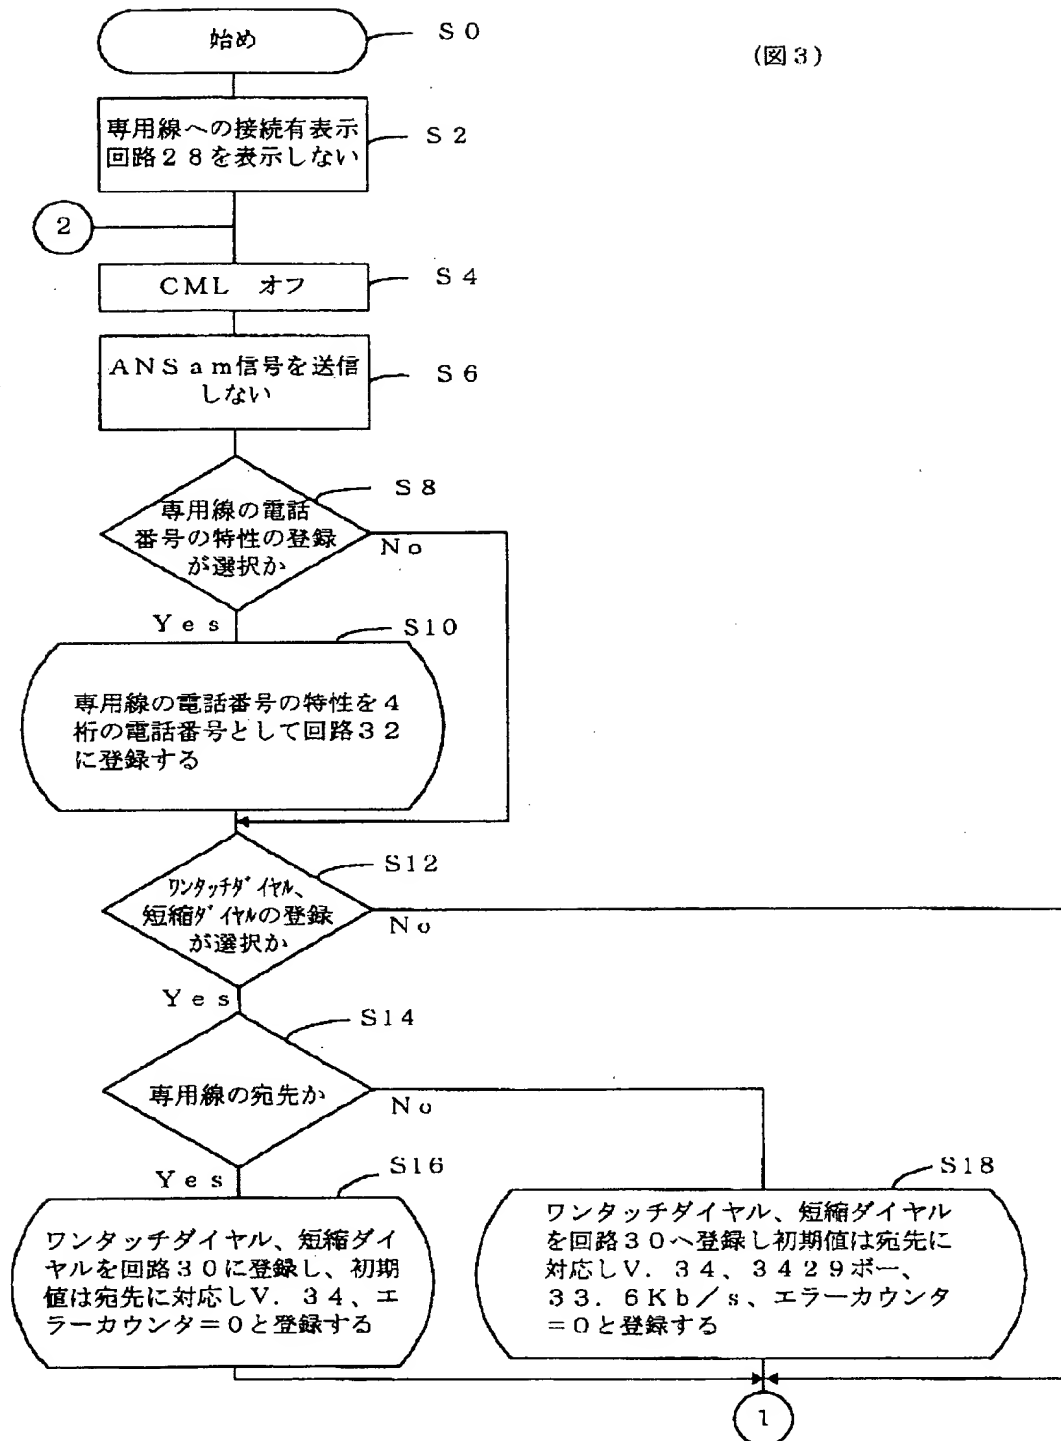 始め
S0
(図3)
専用線への接続有表示
回路28を表示しない
S2
2
CML オフ
S4
ANSam信号を送信
しない
S6
S8
専用線の電話
番号の特性の登録
が選択か
No
Yes
S10
専用線の電話番号の特性を4
桁の電話番号として回路32
に登録する
S12
ワンタッチダイヤル、
短縮ダイヤルの登録
が選択か
No
Yes
S14
専用線の宛先か
No
Yes
S16
S18
ワンタッチダイヤル、短縮ダイ
ヤルを回路30に登録し、初期
値は宛先に対応しV.34、エ
ラーカウンタ=0と登録する
ワンタッチダイヤル、短縮ダイヤル
を回路30へ登録し初期値は宛先に
対応しV.34、3429ボー、
33.6Kb/s、エラーカウンタ
=0と登録する
1